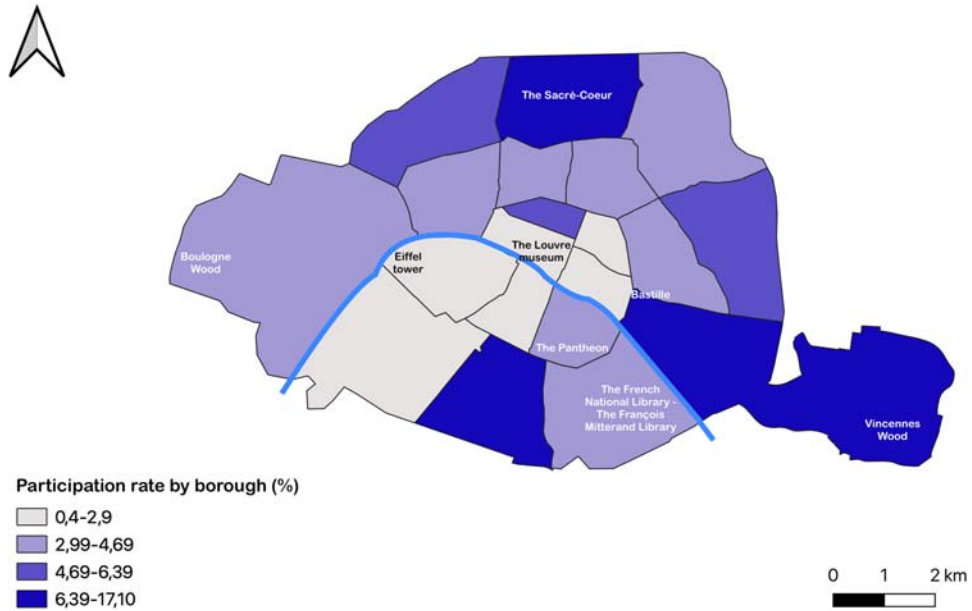 The Sacré-Coeur
Boulogne
Wood
Eiffel
tower
The Louvre
museum
Bastille
The Pantheon
The French
National Library -
The François
Mitterand Library
Vincennes
Wood
Participation rate by borough (%)
0,4-2,9
2,99-4,69
4,69-6,39
6,39-17,10
0 1 2 km